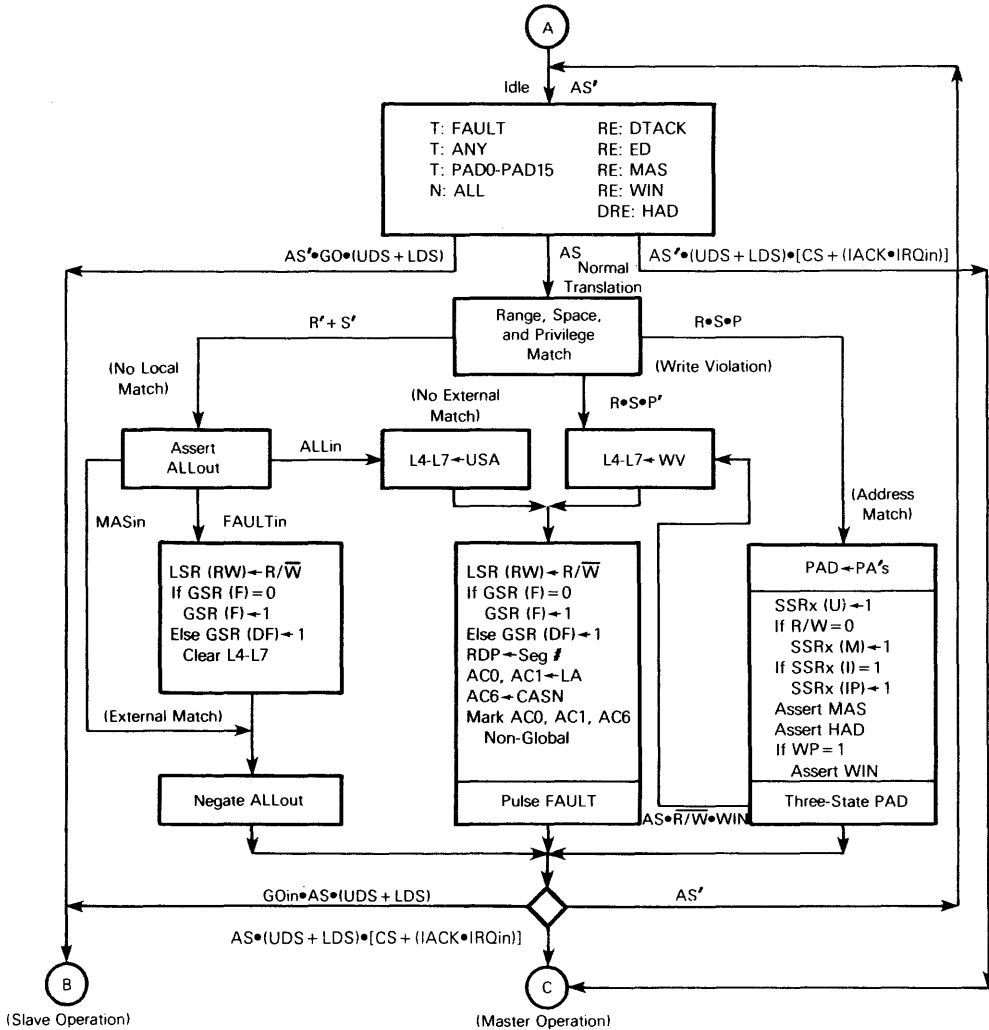 A
Idle AS′
T: FAULT RE: DTACK
T: ANY RE: ED
T: PAD0-PAD15 RE: MAS
N: ALL RE: WIN
DRE: HAD
AS′•GO•(UDS + LDS)
AS
AS′•(UDS + LDS)•[CS + (IACK•IRQin)]
Normal
Translation
Range, Space,
and Privilege
Match
R′ + S′
R•S•P
(No Local
Match)
(Write Violation)
(No External
Match)
R•S•P′
Assert
ALLout
ALLin
L4-L7←USA
L4-L7←WV
MASin
FAULTin
(Address
Match)
LSR (RW)←R/W̅
If GSR (F) = 0
GSR (F)←1
Else GSR (DF)←1
Clear L4-L7
LSR (RW)←R/W̅
If GSR (F) = 0
GSR (F)←1
Else GSR (DF)←1
RDP←Seg #
AC0, AC1←LA
AC6←CASN
Mark AC0, AC1, AC6
Non-Global
PAD←PA′s
SSRx (U)←1
If R/W = 0
SSRx (M)←1
If SSRx (I) = 1
SSRx (IP)←1
Assert MAS
Assert HAD
If WP = 1
Assert WIN
(External Match)
Negate ALLout
Pulse FAULT
Three-State PAD
AS•R̅/̅W̅•WIN
GOin•AS•(UDS + LDS)
AS′
AS•(UDS + LDS)•[CS + (IACK•IRQin)]
B
C
(Slave Operation)
(Master Operation)